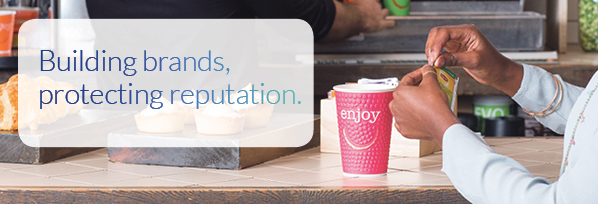 Building brands,
protecting reputation.
enjoy